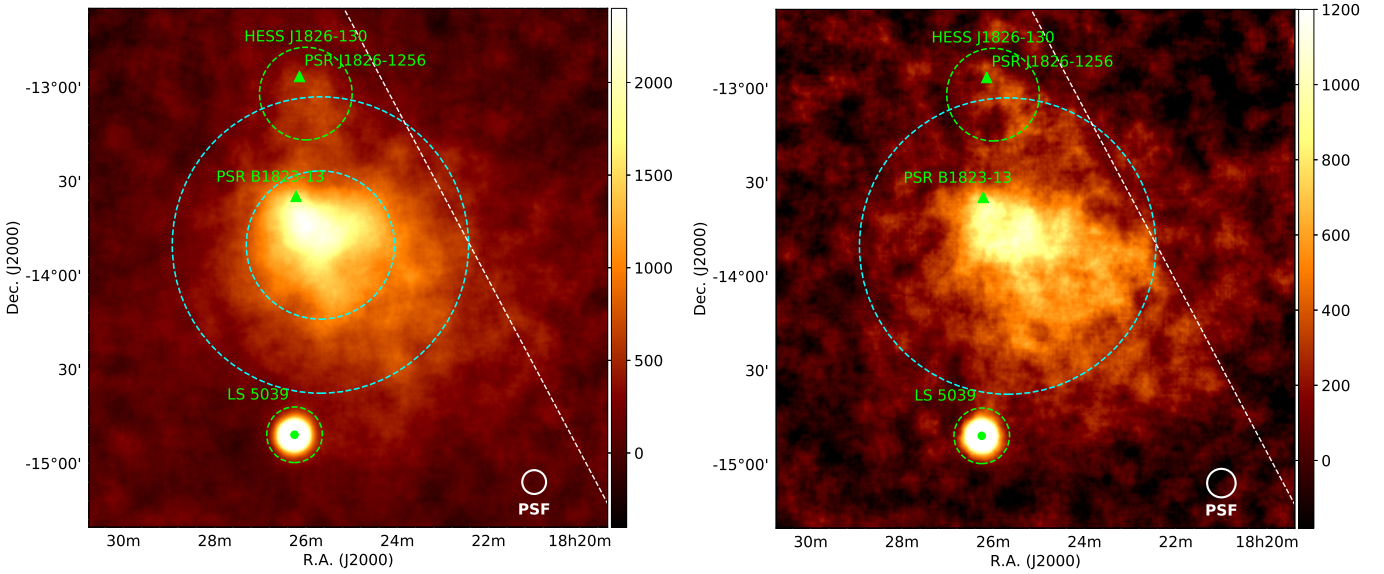 HESS J1826-130
PSR J1826-1256
PSR B1823-13
LS 5039
PSF
-13°00'
30'
-14°00'
30'
-15°00'
Dec. (J2000)
30m 28m 26m 24m 22m 18h20m
R.A. (J2000)
2000
1500
1000
500
0
HESS J1826-130
PSR J1826-1256
PSR B1823-13
LS 5039
PSF
-13°00'
30'
-14°00'
30'
-15°00'
Dec. (J2000)
30m 28m 26m 24m 22m 18h20m
R.A. (J2000)
1200
1000
800
600
400
200
0